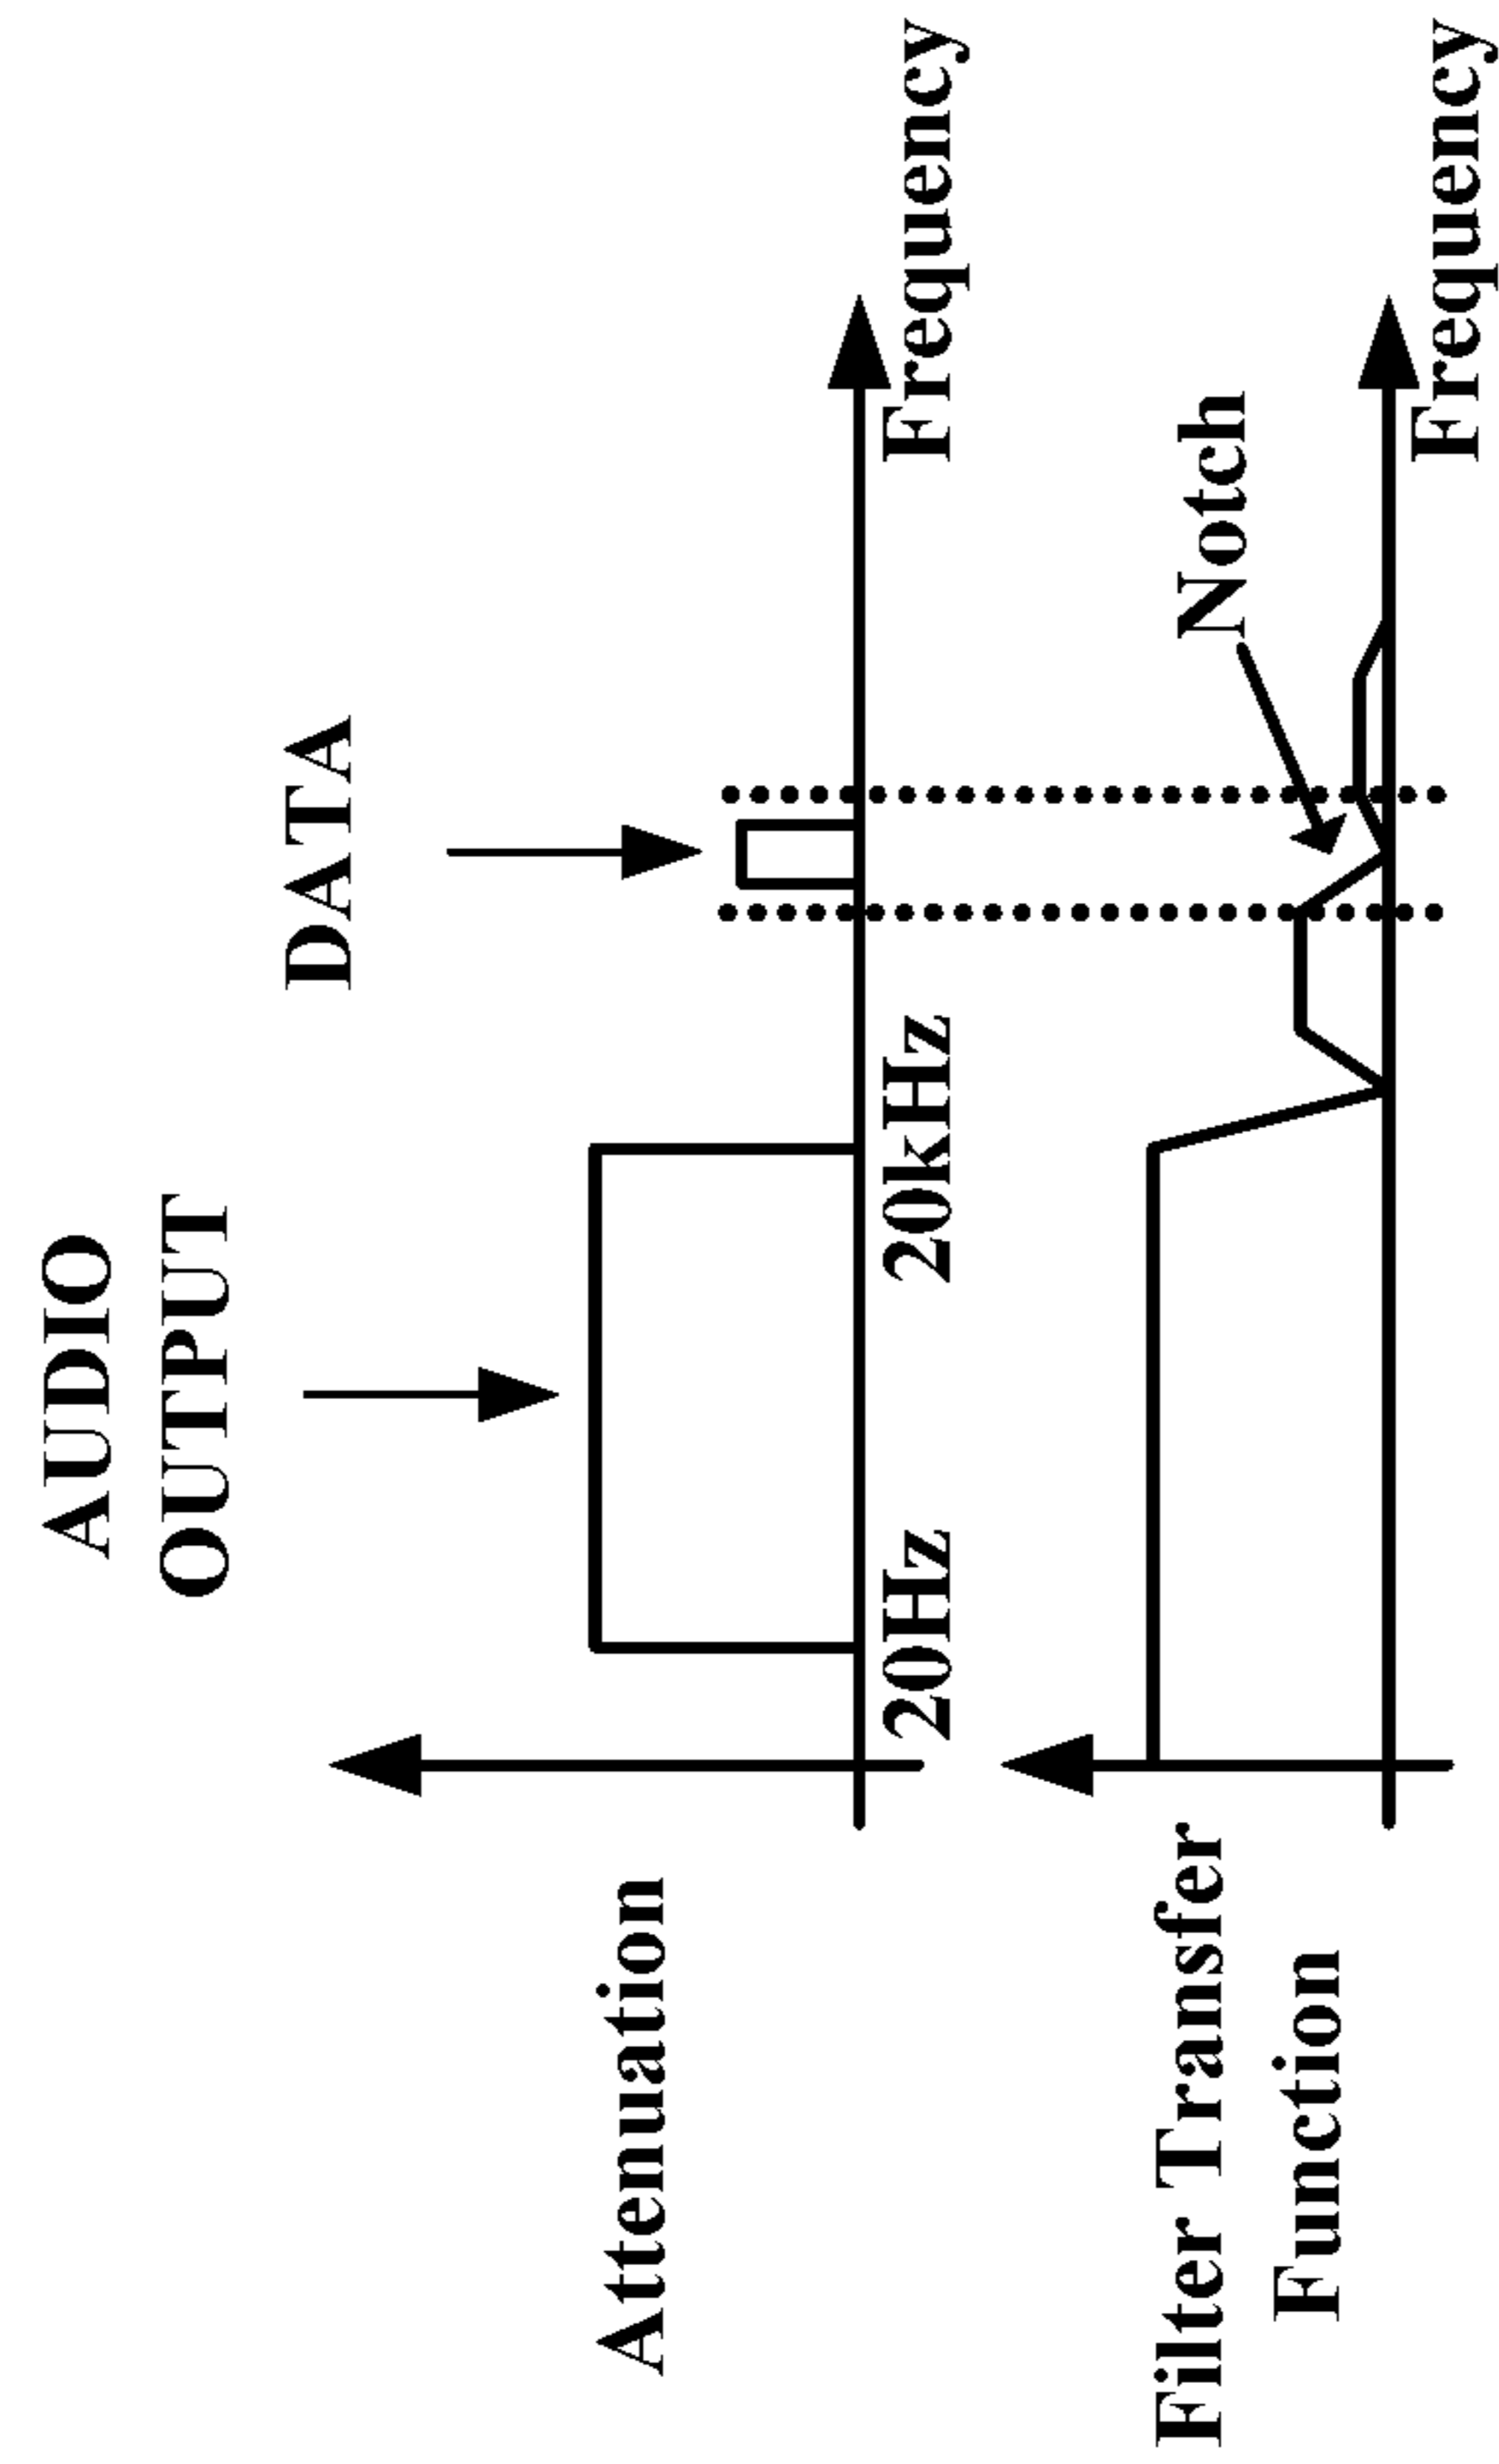 AUDIO
OUTPUT
DATA
Attenuation
20Hz
20kHz
Frequency
Notch
Filter Transfer
Function
Frequency